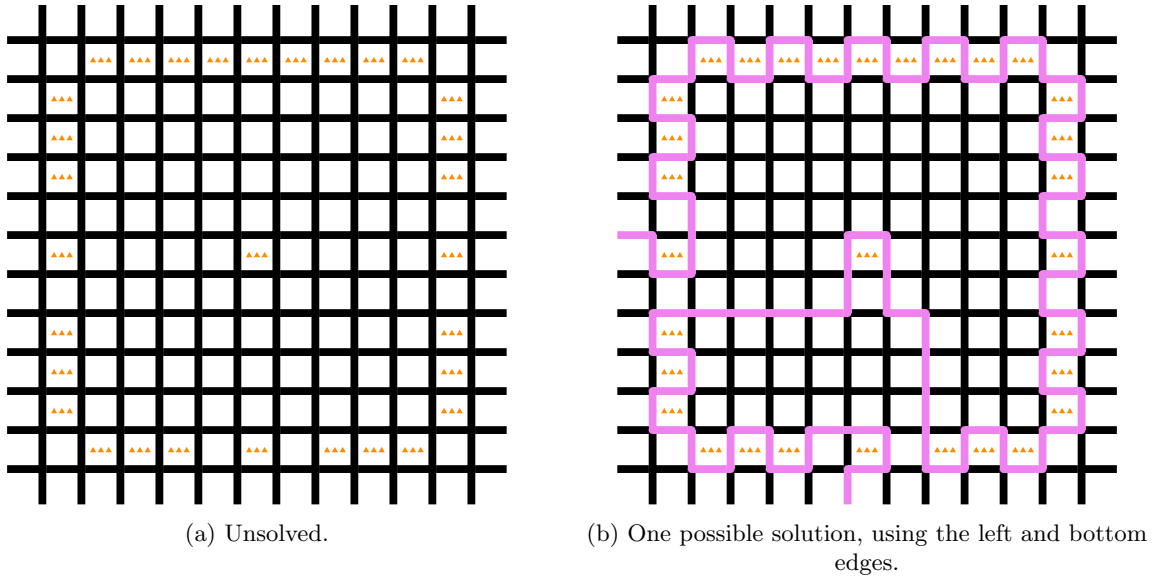 (a) Unsolved.
(b) One possible solution, using the left and bottom
edges.